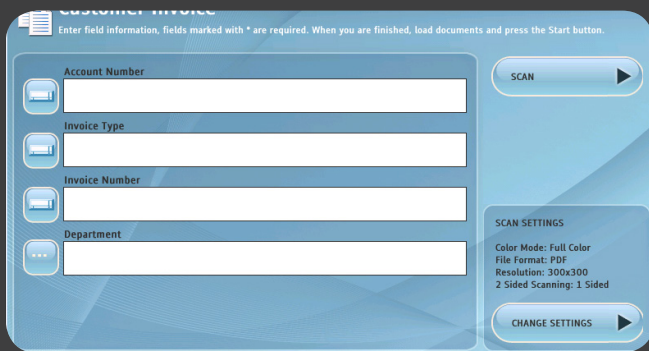 Customer Invoice
Enter field information, fields marked with * are required. When you are finished, load documents and press the Start button.
Account Number
Invoice Type
Invoice Number
Department
...
SCAN
SCAN SETTINGS
Color Mode: Full Color
File Format: PDF
Resolution: 300x300
2 Sided Scanning: 1 Sided
CHANGE SETTINGS